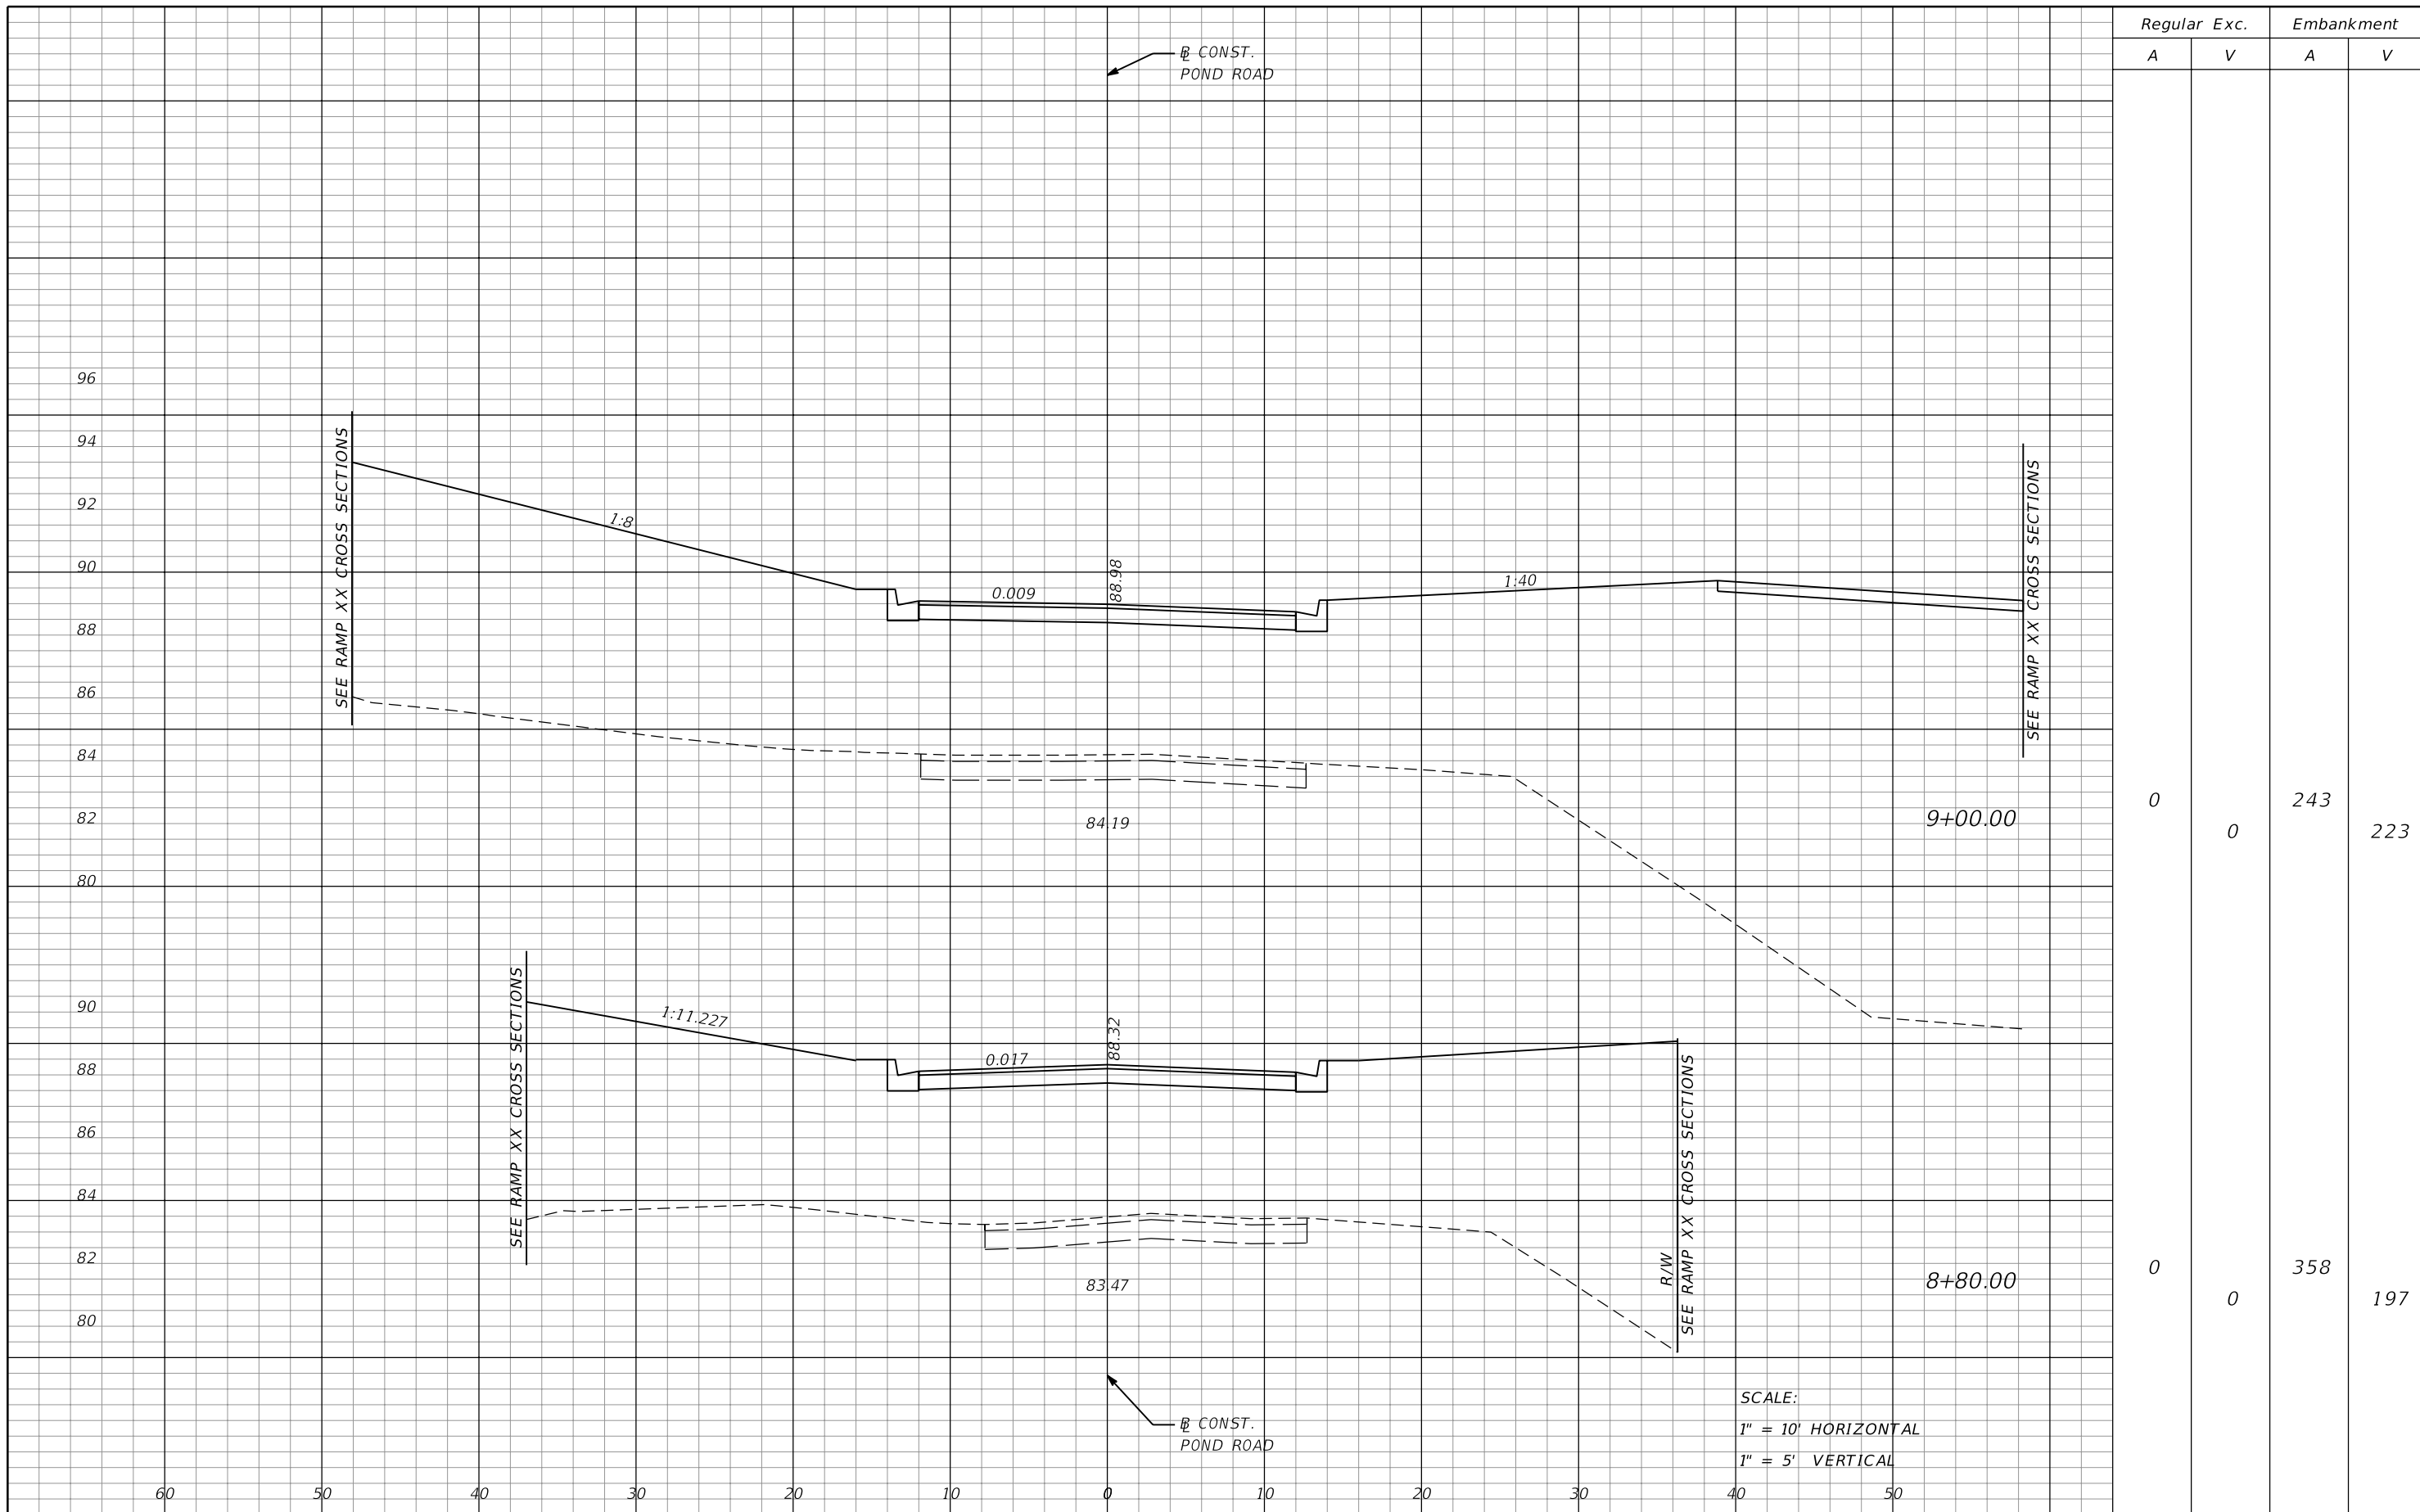 Regular Exc. Embankment
A V A V
℄ CONST.
POND ROAD
96
94
92
90
88
86
84
82
80
SEE RAMP XX CROSS SECTIONS
1:8
0.009
88.98
1:40
SEE RAMP XX CROSS SECTIONS
84.19
9+00.00
0 243
0 223
90
88
86
84
82
80
SEE RAMP XX CROSS SECTIONS
1:11.227
0.017
88.32
R/W
SEE RAMP XX CROSS SECTIONS
83.47
8+80.00
0 358
0 197
℄ CONST.
POND ROAD
SCALE:
1" = 10' HORIZONTAL
1" = 5' VERTICAL
60 50 40 30 20 10 0 10 20 30 40 50